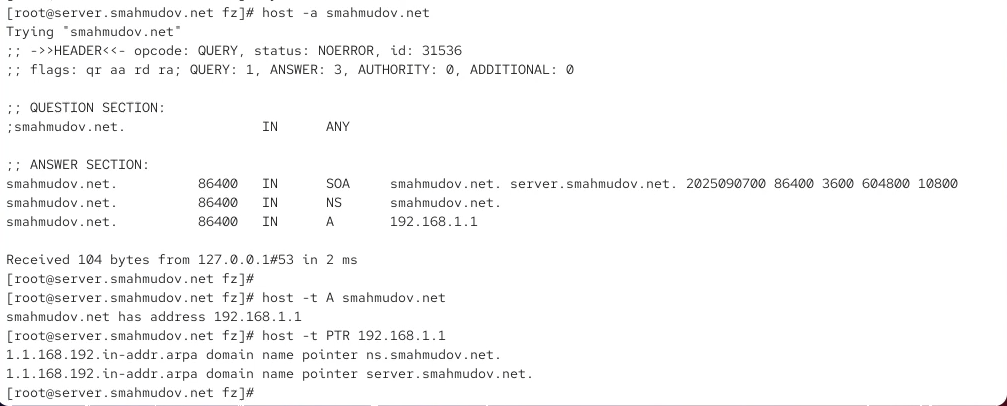 [root@server.smahmudov.net fz]# host -a smahmudov.net
Trying "smahmudov.net"
;; ->>HEADER<<- opcode: QUERY, status: NOERROR, id: 31536
;; flags: qr aa rd ra; QUERY: 1, ANSWER: 3, AUTHORITY: 0, ADDITIONAL: 0
;; QUESTION SECTION:
;smahmudov.net. IN ANY
;; ANSWER SECTION:
smahmudov.net. 86400 IN SOA smahmudov.net. server.smahmudov.net. 2025090700 86400 3600 604800 10800
smahmudov.net. 86400 IN NS smahmudov.net.
smahmudov.net. 86400 IN A 192.168.1.1
Received 104 bytes from 127.0.0.1#53 in 2 ms
[root@server.smahmudov.net fz]#
[root@server.smahmudov.net fz]# host -t A smahmudov.net
smahmudov.net has address 192.168.1.1
[root@server.smahmudov.net fz]# host -t PTR 192.168.1.1
1.1.168.192.in-addr.arpa domain name pointer ns.smahmudov.net.
1.1.168.192.in-addr.arpa domain name pointer server.smahmudov.net.
[root@server.smahmudov.net fz]#